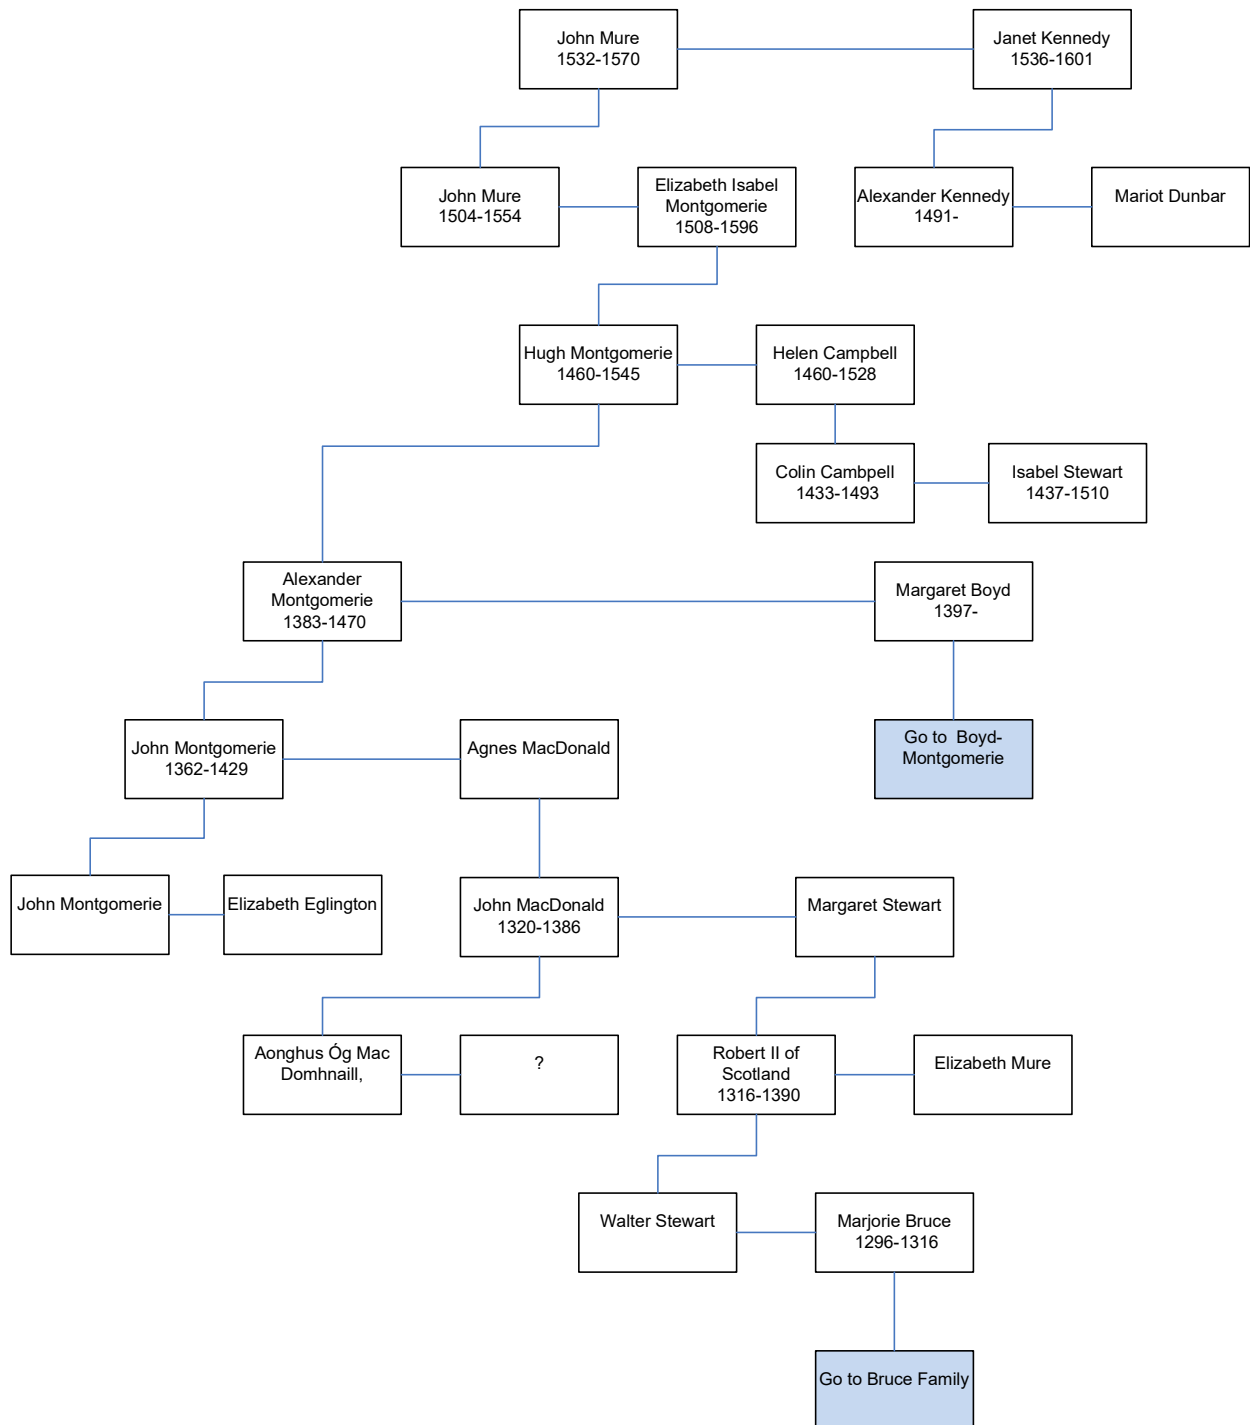 John Mure
1532-1570
Janet Kennedy
1536-1601
John Mure
1504-1554
Elizabeth Isabel
Montgomerie
1508-1596
Alexander Kennedy
1491-
Mariot Dunbar
Hugh Montgomerie
1460-1545
Helen Campbell
1460-1528
Colin Cambpell
1433-1493
Isabel Stewart
1437-1510
Alexander
Montgomerie
1383-1470
Margaret Boyd
1397-
John Montgomerie
1362-1429
Agnes MacDonald
Go to  Boyd-
Montgomerie
John Montgomerie
Elizabeth Eglington
John MacDonald
1320-1386
Margaret Stewart
Aonghus Óg Mac
Domhnaill,
?
Robert II of
Scotland
1316-1390
Elizabeth Mure
Walter Stewart
Marjorie Bruce
1296-1316
Go to Bruce Family